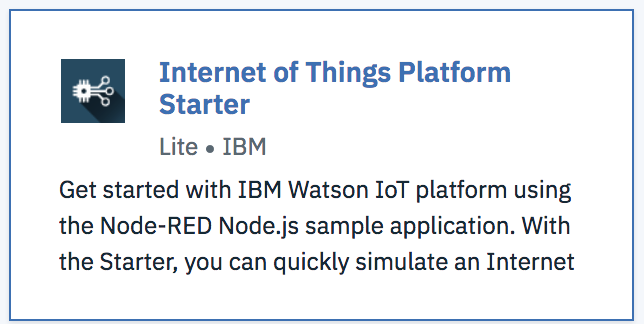 Internet of Things Platform
Starter
Lite • IBM
Get started with IBM Watson IoT platform using
the Node-RED Node.js sample application. With
the Starter, you can quickly simulate an Internet